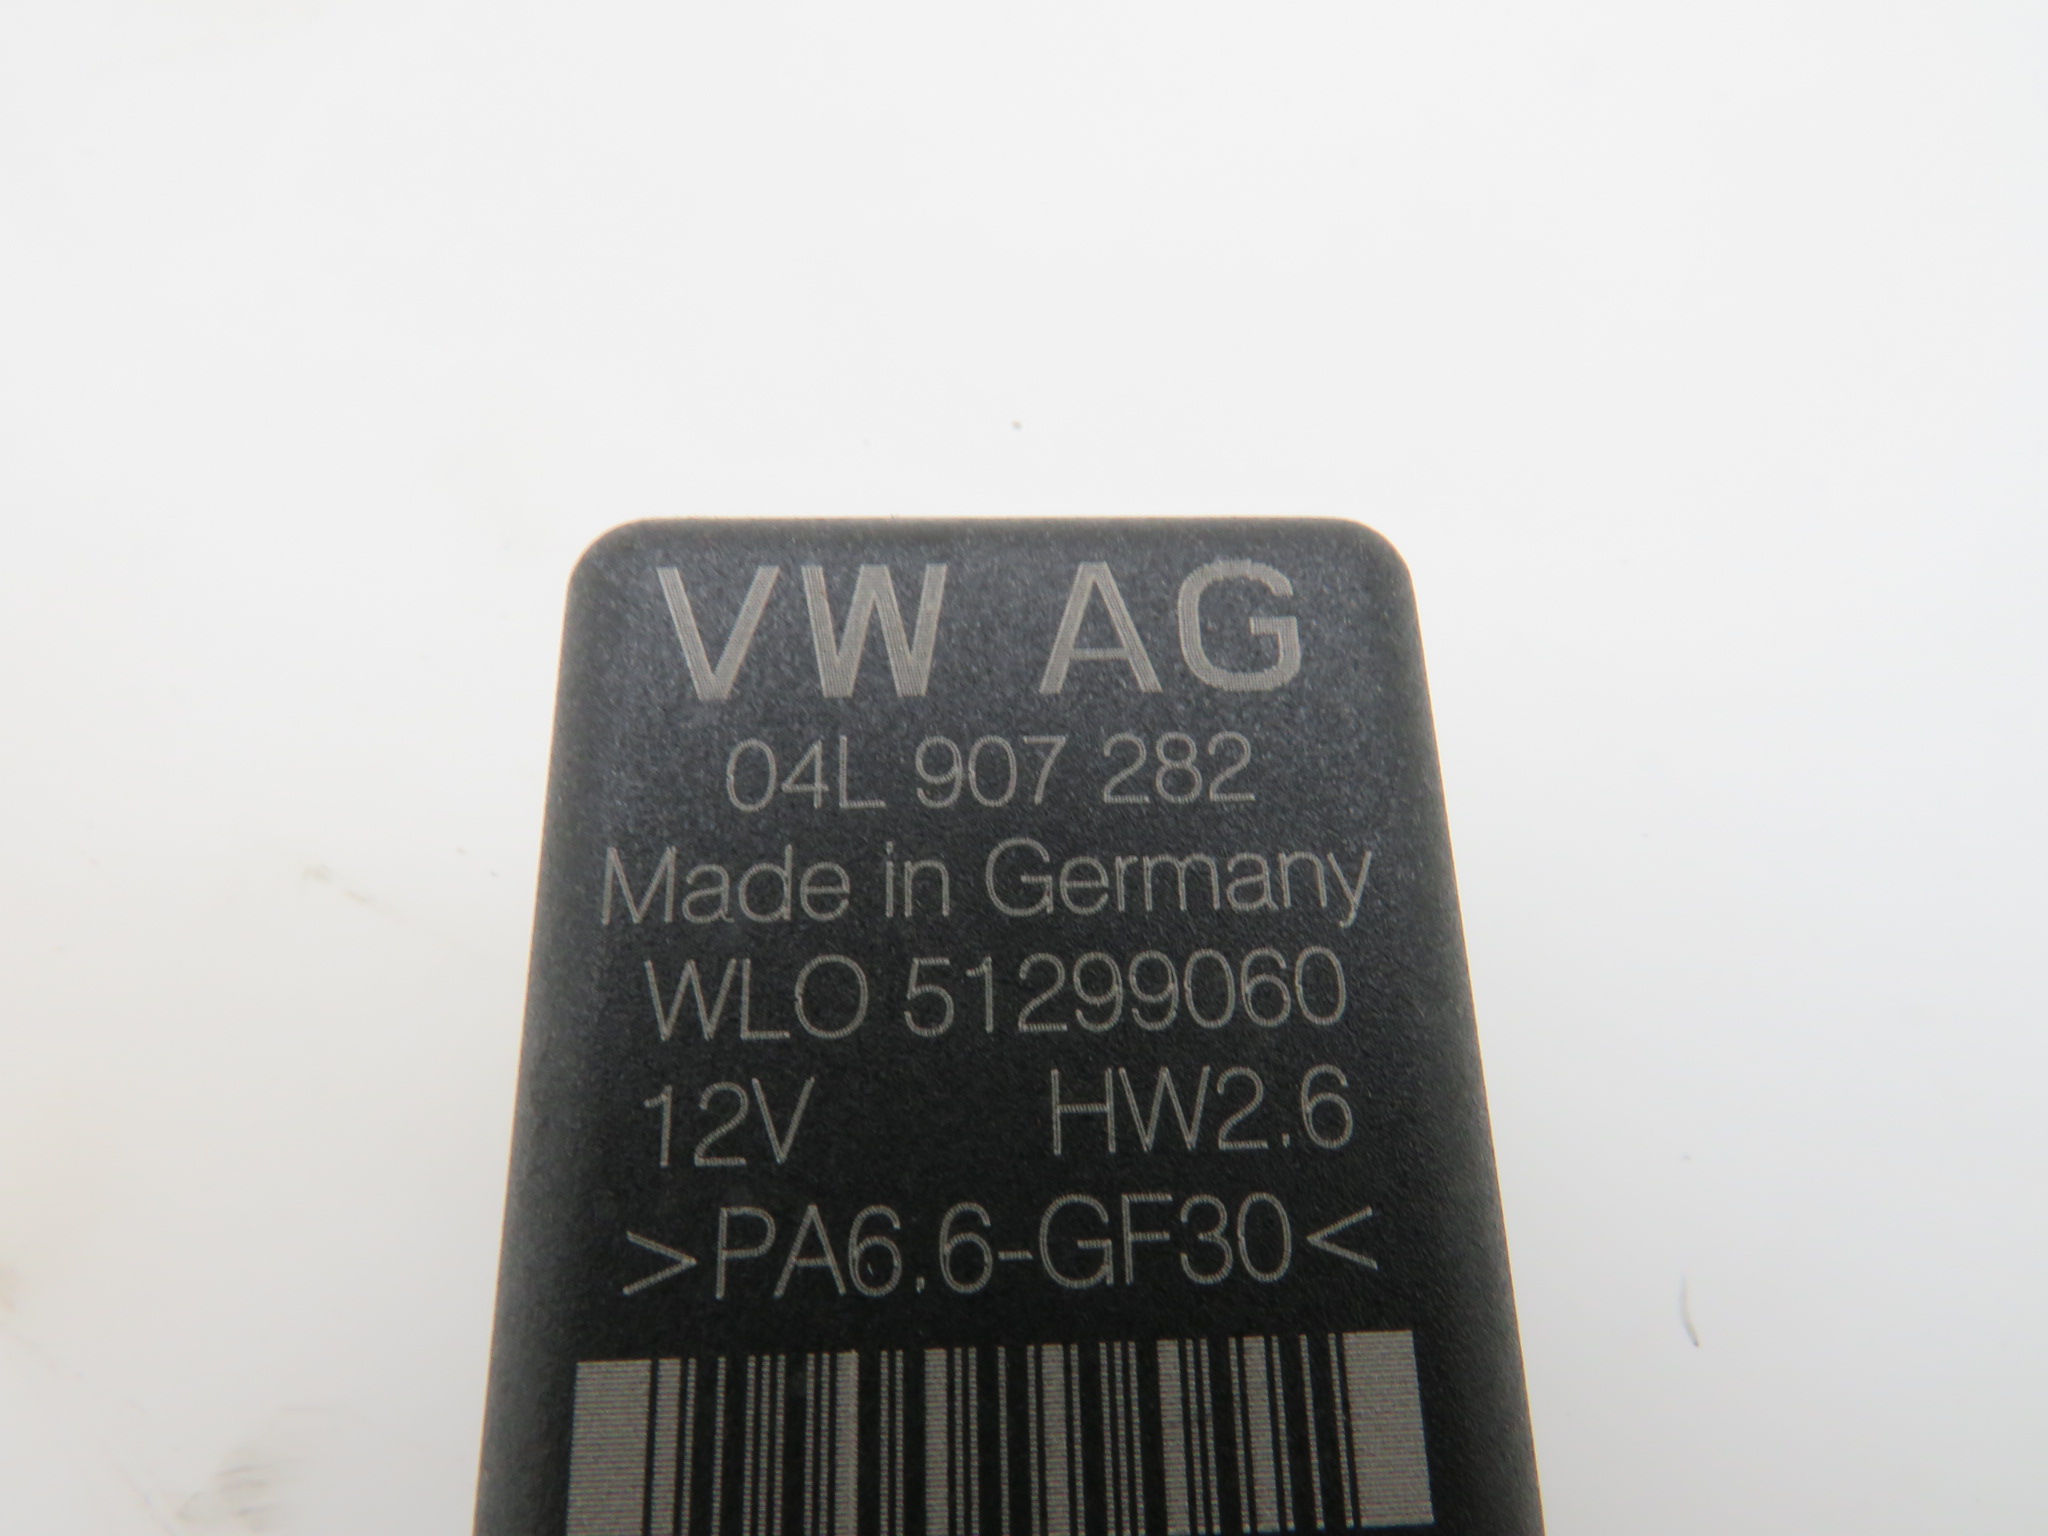 VW AG
04L 907 282
Made in Germany
WLO 51299060
12V HW2.6
>PA6.6-GF30<